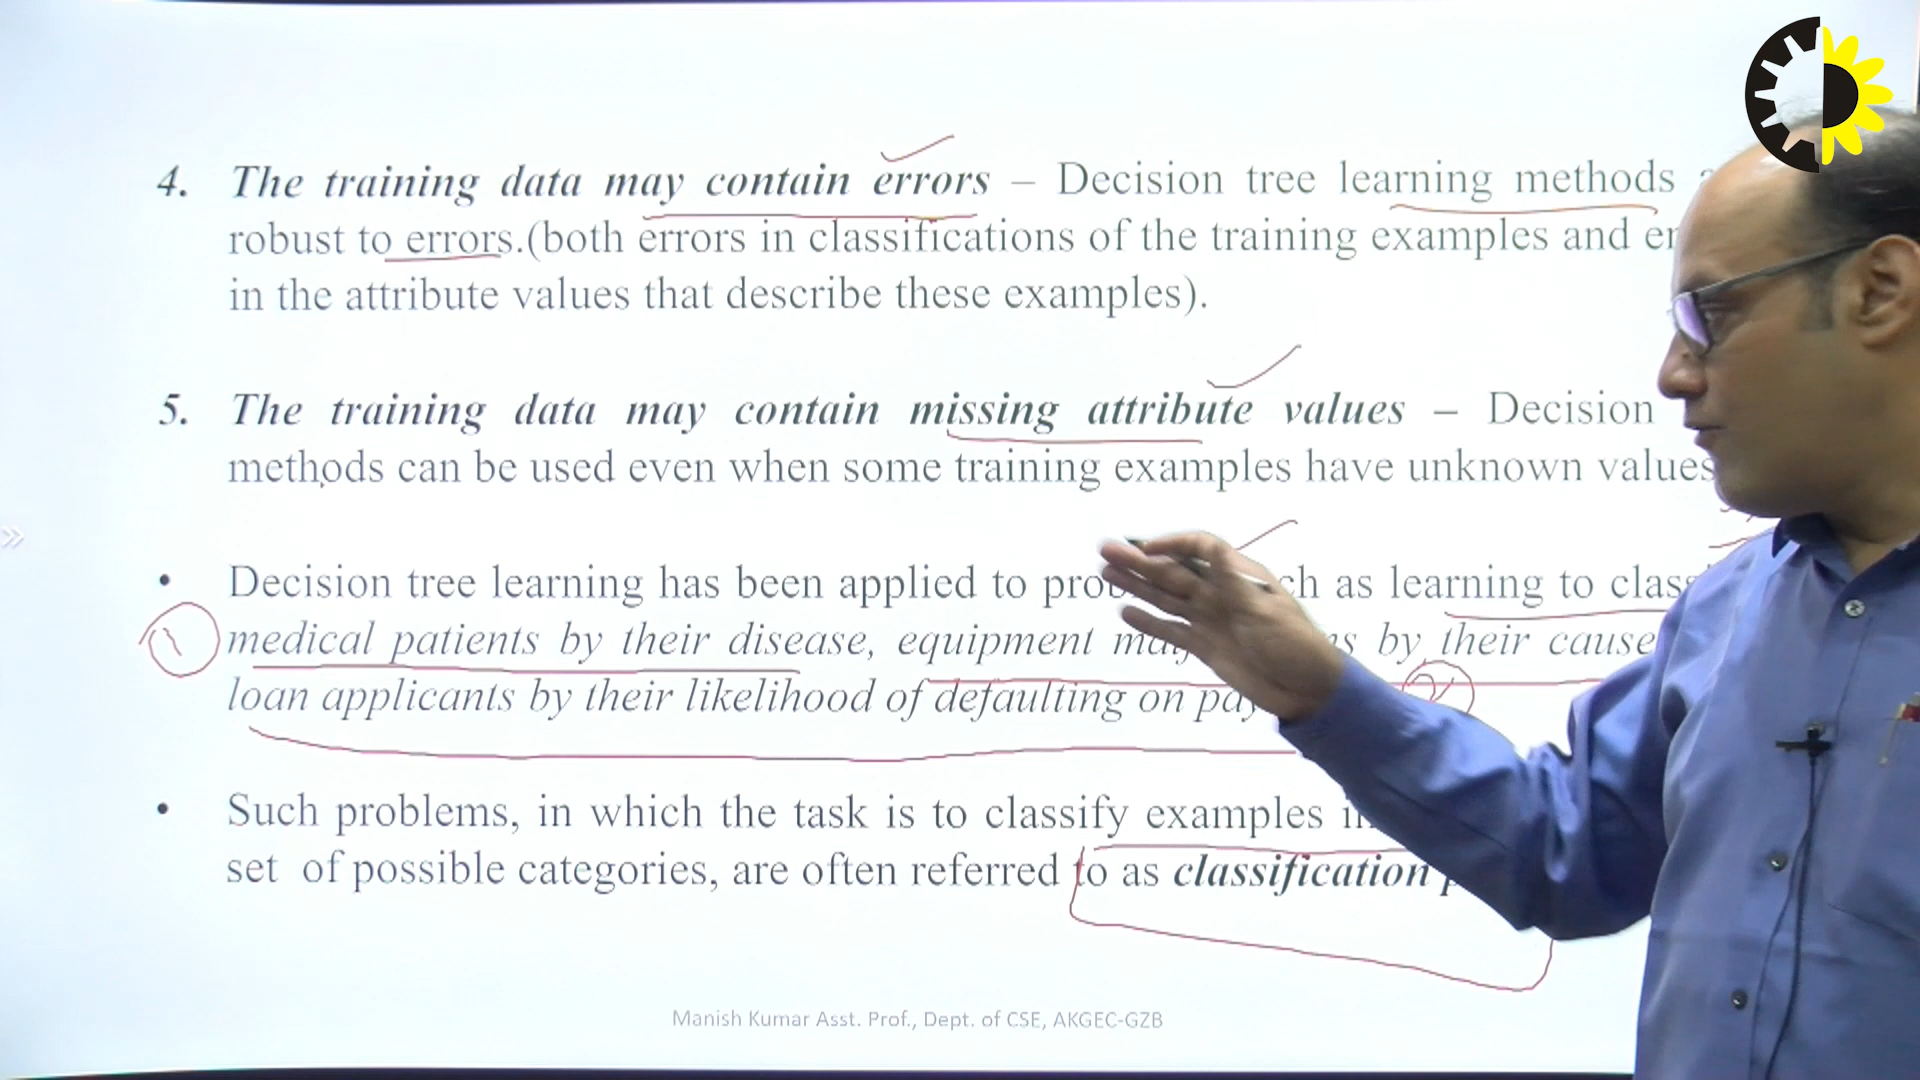 4. The training data may contain errors – Decision tree learning methods
robust to errors.(both errors in classifications of the training examples and
in the attribute values that describe these examples).
5. The training data may contain missing attribute values – Decision
methods can be used even when some training examples have unknown values
• Decision tree learning has been applied to as learning to
medical patients by their disease, equipment by their cause
loan applicants by their likelihood of defaulting on
• Such problems, in which the task is to classify examples
set of possible categories, are often referred to as classification
Manish Kumar Asst. Prof., Dept. of CSE, AKGEC-GZB